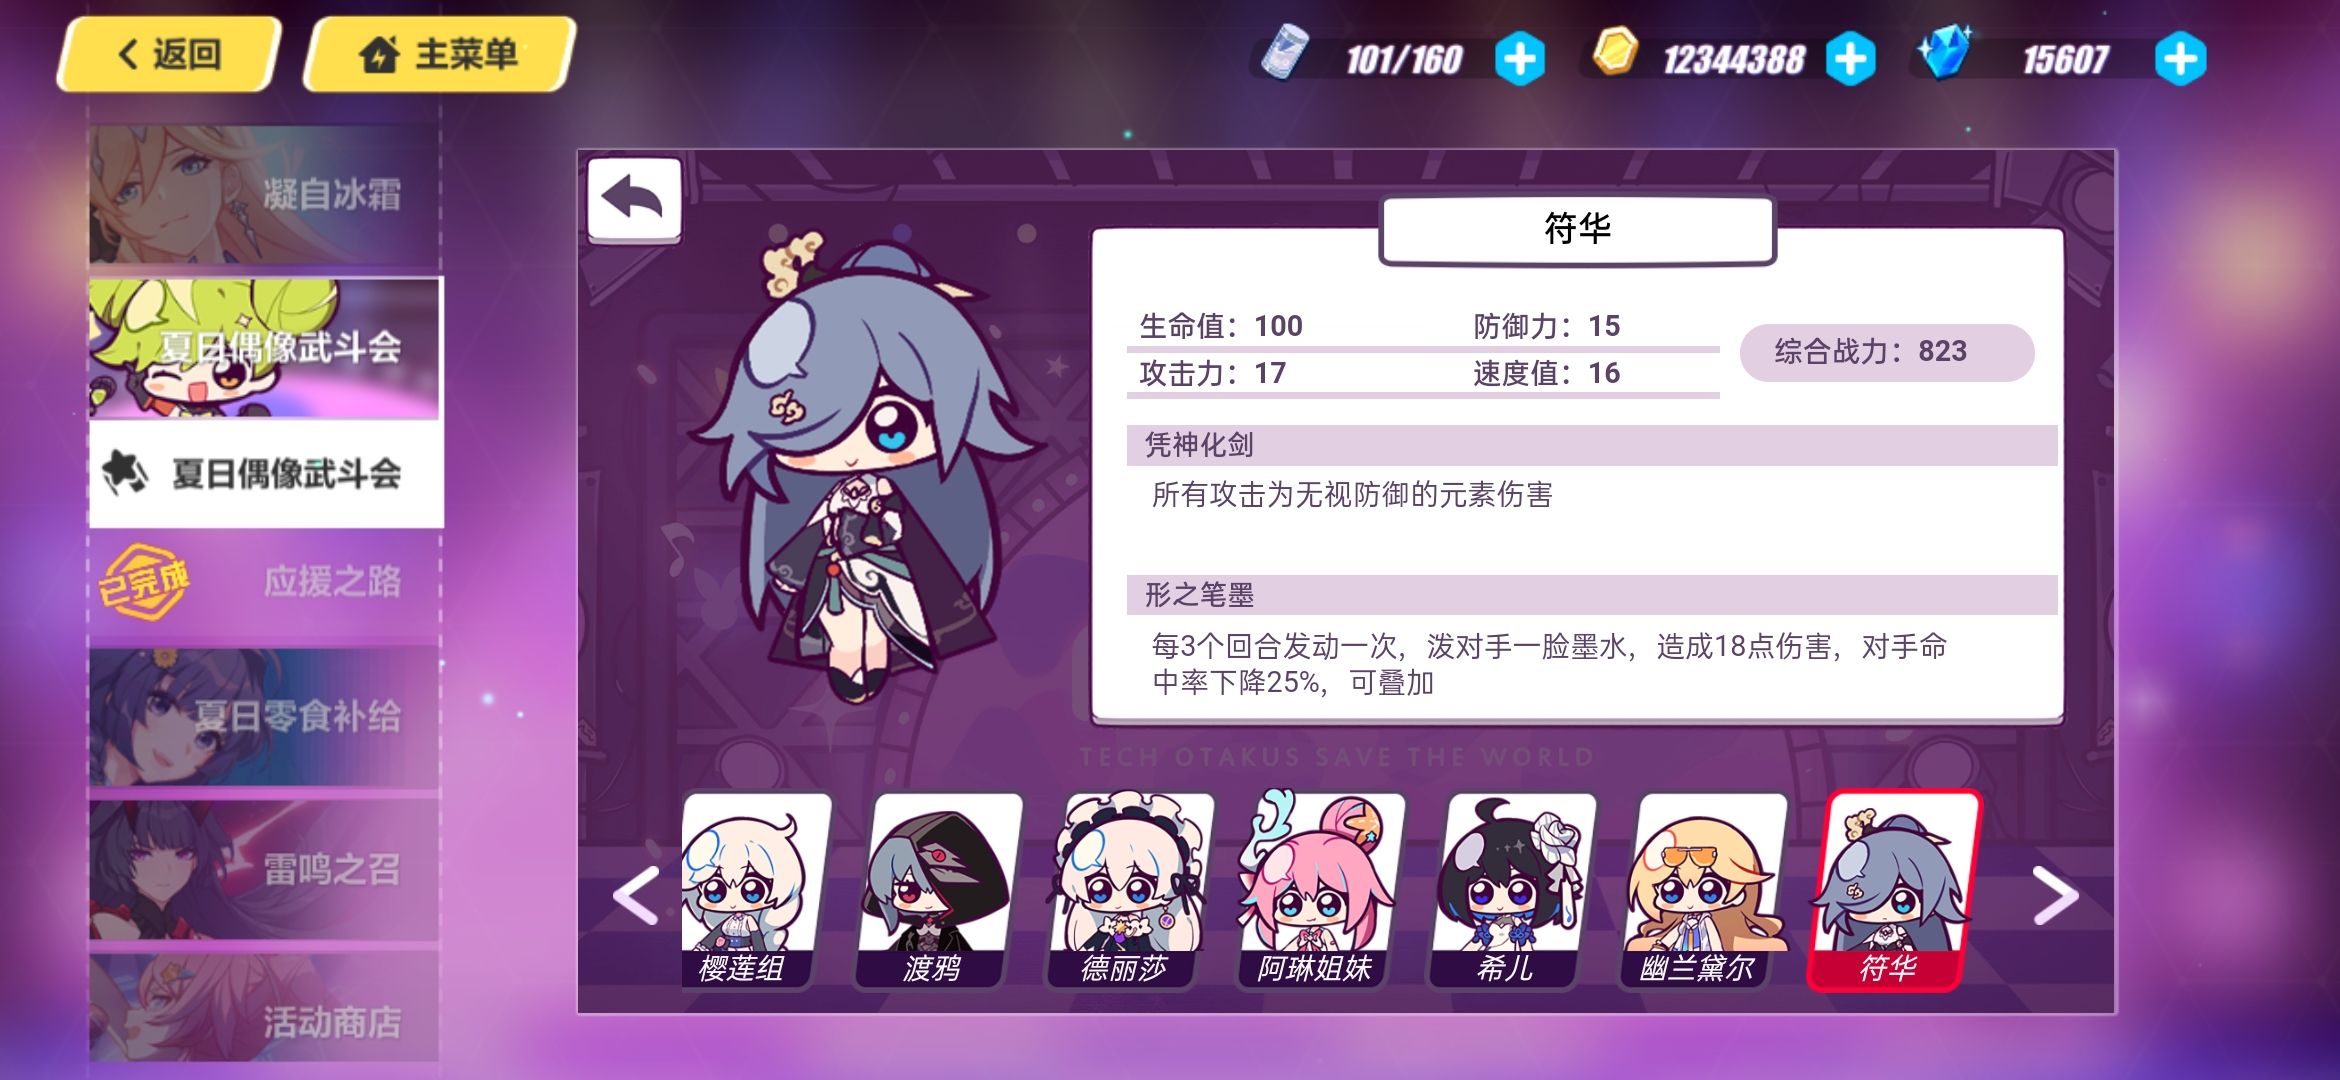 返回
主菜单
101/160
12344388
15607
凝自冰霜
夏日偶像武斗会
夏日偶像武斗会
已完成
应援之路
夏日零食补给
雷鸣之召
活动商店
符华
生命值：100
防御力：15
攻击力：17
速度值：16
综合战力：823
凭神化剑
所有攻击为无视防御的元素伤害
形之笔墨
每3个回合发动一次，泼对手一脸墨水，造成18点伤害，对手命
中率下降25%，可叠加
TECH OTAKUS SAVE THE WORLD
樱莲组
渡鸦
德丽莎
阿琳姐妹
希儿
幽兰黛尔
符华